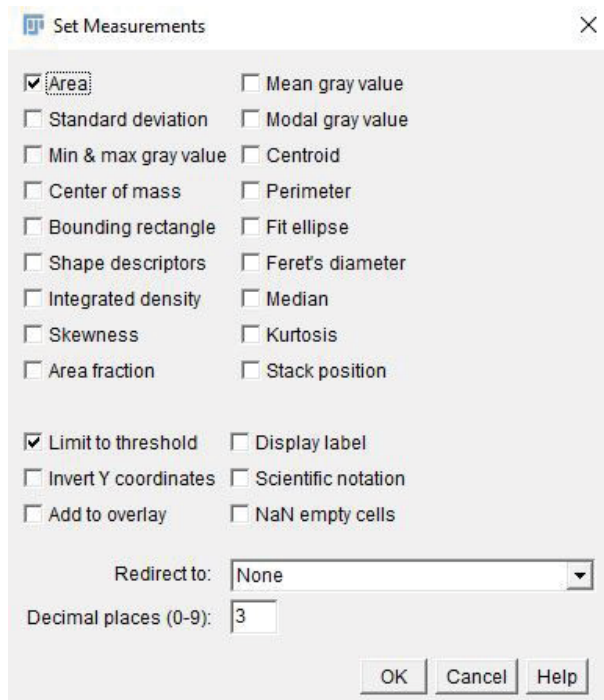 Set Measurements
Area Mean gray value
Standard deviation Modal gray value
Min & max gray value Centroid
Center of mass Perimeter
Bounding rectangle Fit ellipse
Shape descriptors Feret's diameter
Integrated density Median
Skewness Kurtosis
Area fraction Stack position
Limit to threshold Display label
Invert Y coordinates Scientific notation
Add to overlay NaN empty cells
Redirect to: None
Decimal places (0-9): 3
OK Cancel Help